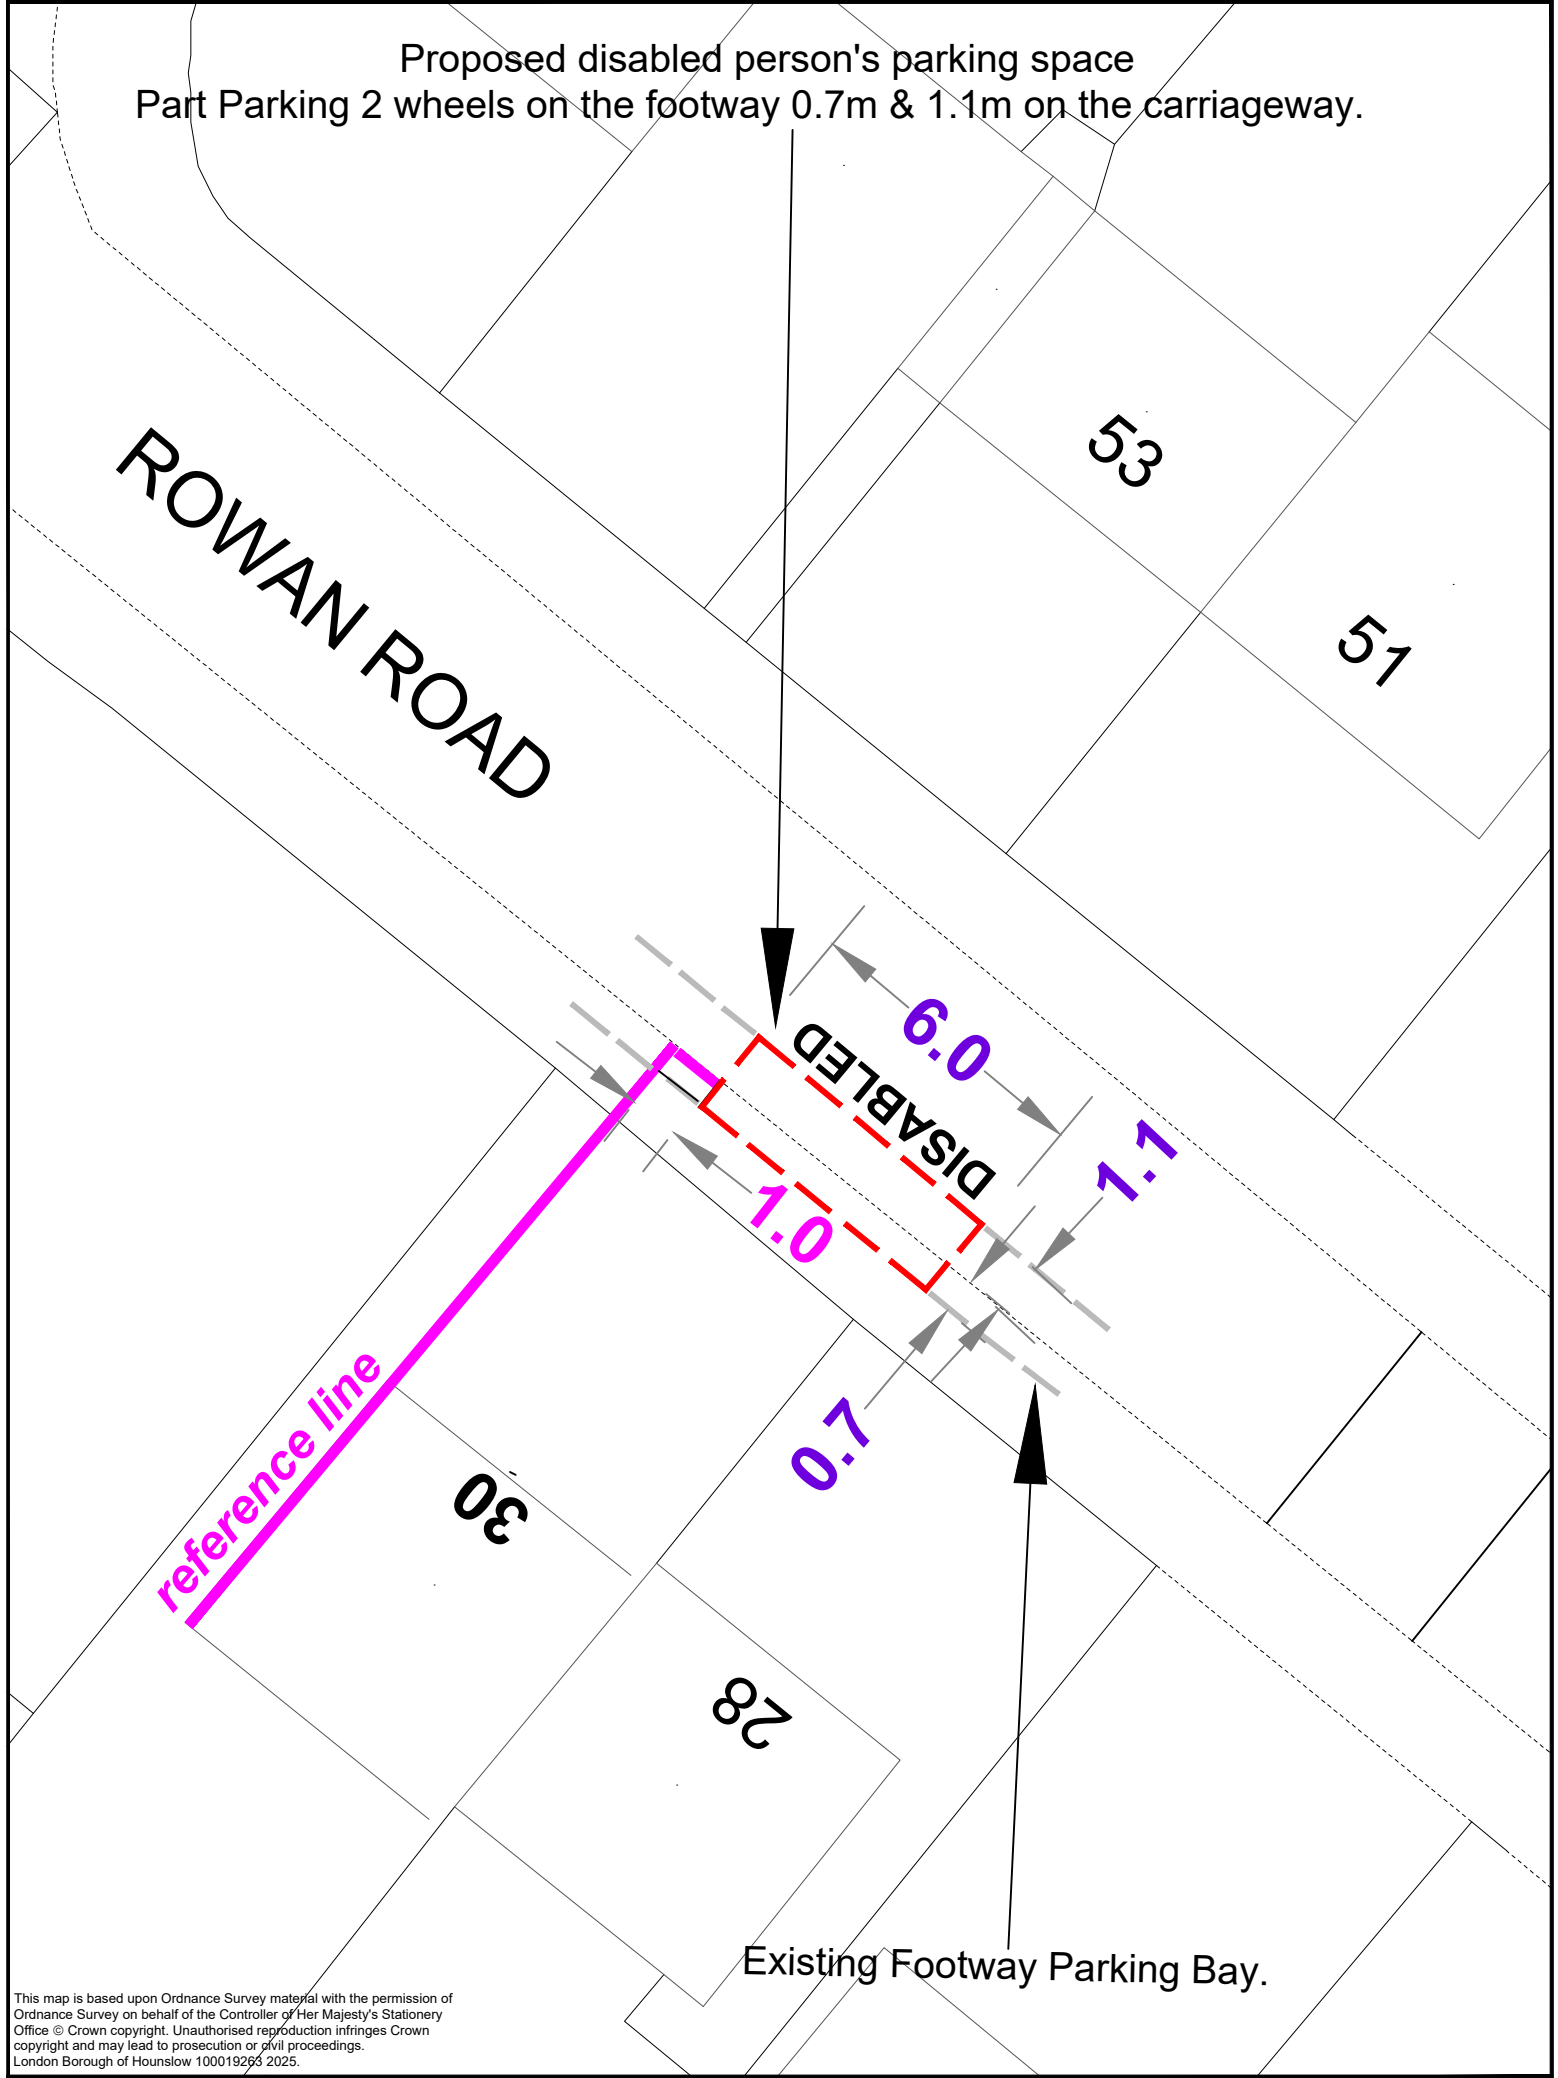 Proposed disabled person's parking space
Part Parking 2 wheels on the footway 0.7m & 1.1m on the carriageway.
53
51
ROWAN ROAD
6.0
DISABLED
1.1
1.0
reference line
0.7
30
28
Existing Footway Parking Bay.
This map is based upon Ordnance Survey material with the permission of
Ordnance Survey on behalf of the Controller of Her Majesty's Stationery
Office © Crown copyright. Unauthorised reproduction infringes Crown
copyright and may lead to prosecution or civil proceedings.
London Borough of Hounslow 100019263 2025.